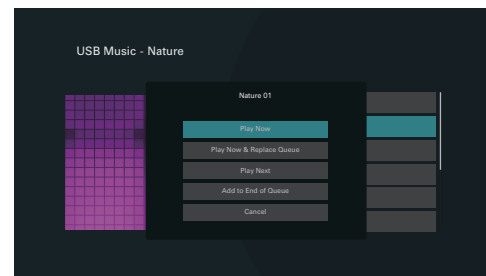 USB Music - Nature
Nature 01
Play Now
Play Now & Replace Queue
Play Next
Add to End of Queue
Cancel